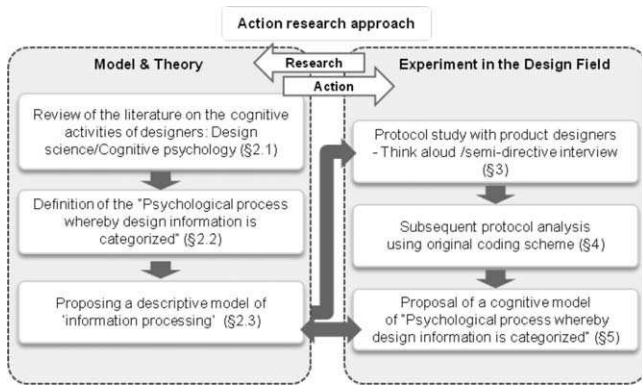 Action research approach
Model & Theory
Research
Action
Experiment in the Design Field
Review of the literature on the cognitive
activities of designers: Design
science/Cognitive psychology (§2.1)
Definition of the "Psychological process
whereby design information is
categorized" (§2.2)
Proposing a descriptive model of
'information processing' (§2.3)
Protocol study with product designers
- Think aloud /semi-directive interview
(§3)
Subsequent protocol analysis
using original coding scheme (§4)
Proposal of a cognitive model
of "Psychological process whereby
design information is categorized" (§5)